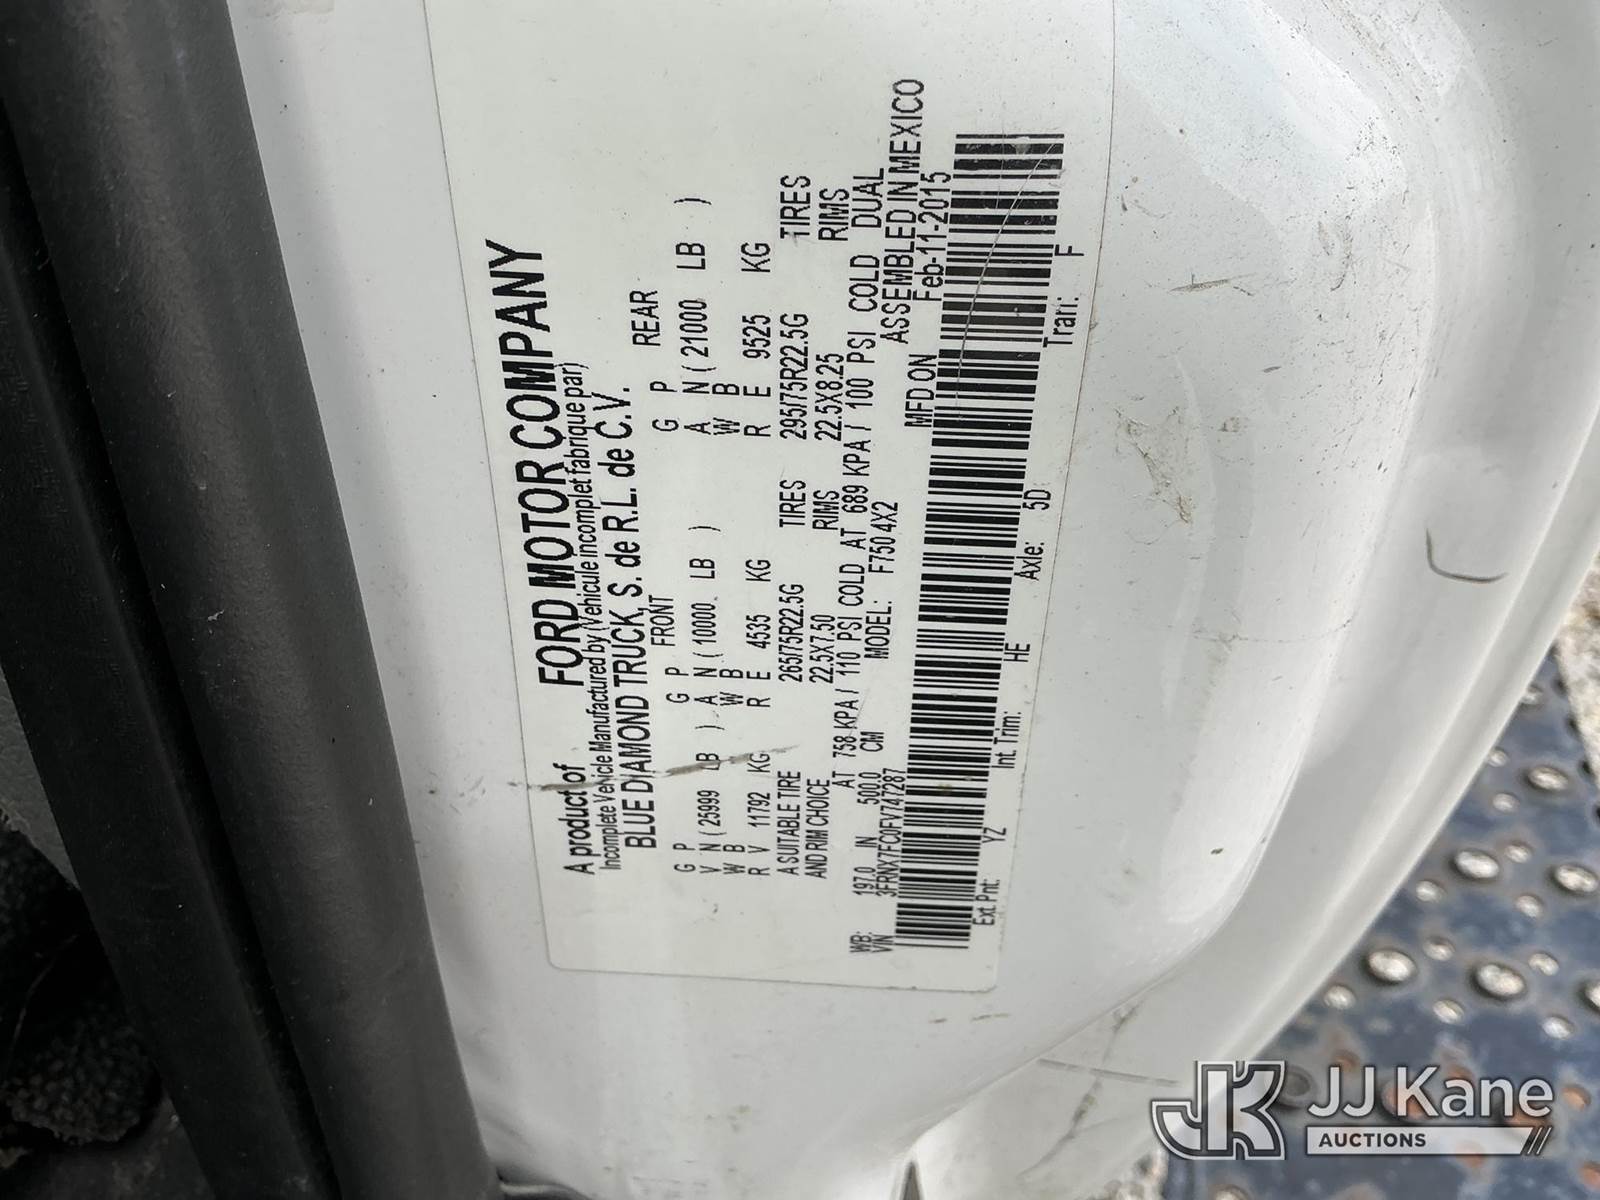 A product of FORD MOTOR COMPANY
Incomplete Vehicle Manufactured by (Vehicule incomplet fabrique par)
BLUE DIAMOND TRUCK, S. de R.L. de C.V.
FRONT REAR
G P G P G P
V N ( 25999 LB ) A N ( 10000 LB ) A N ( 21000 LB )
W B W B W B
R V 11792 KG R E 4535 KG R E 9525 KG
A SUITABLE TIRE 265/75R22.5G TIRES 295/75R22.5G TIRES
AND RIM CHOICE 22.5X7.50 RIMS 22.5X8.25 RIMS
AT 758 KPA / 110 PSI COLD AT 689 KPA / 100 PSI COLD DUAL
WB: 197.0 IN 500.0 CM MODEL: F750 4X2 ASSEMBLED IN MEXICO
VIN 3FRNX7FC0FV747287 MFD ON Feb-11-2015
Ext. Pnt: YZ Int. Trim: HE Axle: 5D Tran: F
JK JJ Kane
AUCTIONS